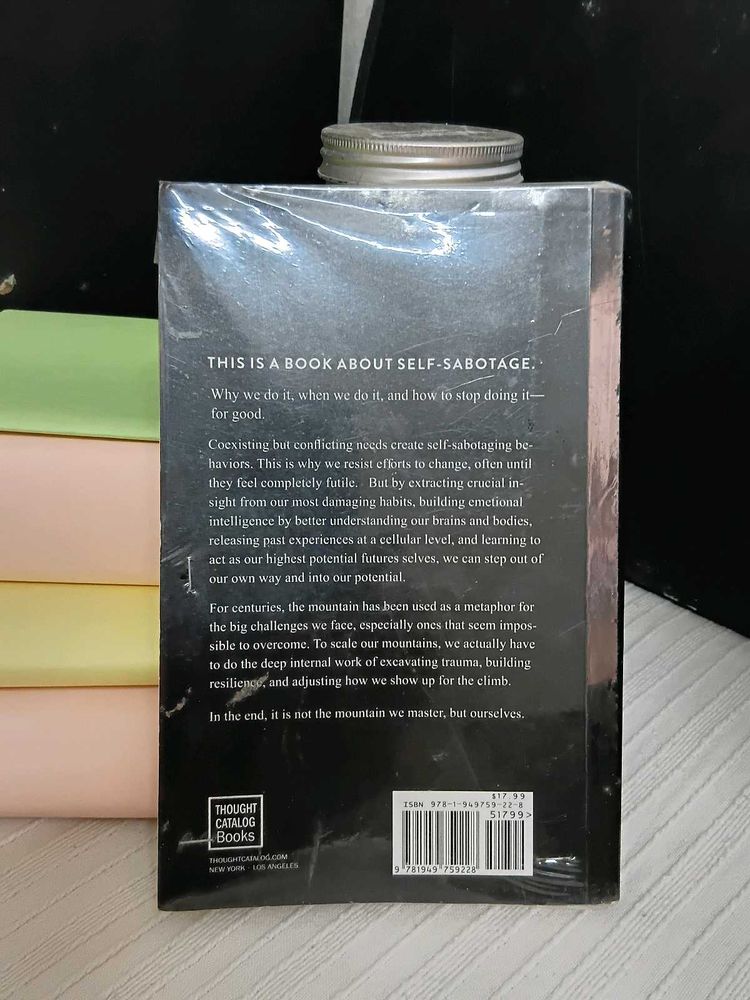 THIS IS A BOOK ABOUT SELF-SABOTAGE.
Why we do it, when we do it, and how to stop doing it—
for good.
Coexisting but conflicting needs create self-sabotaging be-
haviors. This is why we resist efforts to change, often until
they feel completely futile. But by extracting crucial in-
sight from our most damaging habits, building emotional
intelligence by better understanding our brains and bodies,
releasing past experiences at a cellular level, and learning to
act as our highest potential futures selves, we can step out of
our own way and into our potential.
For centuries, the mountain has been used as a metaphor for
the big challenges we face, especially ones that seem impos-
sible to overcome. To scale our mountains, we actually have
to do the deep internal work of excavating trauma, building
resilience, and adjusting how we show up for the climb.
In the end, it is not the mountain we master, but ourselves.
THOUGHT
CATALOG
Books
THOUGHTCATALOG.COM
NEW YORK · LOS ANGELES
$17.99
ISBN 978-1-949759-22-8
51799>
9 781949 759228